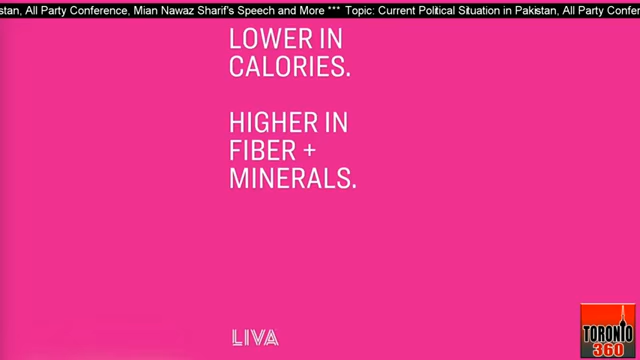 stan, All Party Conference, Mian Nawaz Sharif's Speech and More *** Topic: Current Political Situation in Pakistan, All Party Confer
LOWER IN
CALORIES.
HIGHER IN
FIBER +
MINERALS.
LIVA
TORONTO
360